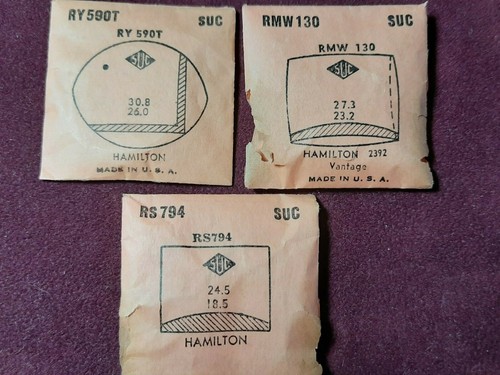 RY590T SUC
RY 590T
SUC
30.8
26.0
HAMILTON
MADE IN U. S. A.
RMW130 SUC
RMW 130
SUC
27.3
23.2
HAMILTON 2392
Vantage
MADE IN U. S. A.
RS794 SUC
RS794
SUC
24.5
18.5
HAMILTON